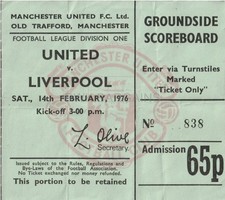 MANCHESTER UNITED F.C. Ltd.
OLD TRAFFORD, MANCHESTER
FOOTBALL LEAGUE DIVISION ONE
UNITED
v.
LIVERPOOL
SAT., 14th FEBRUARY, 1976
Kick-off 3-00 p.m.
L. Olive
Secretary.
Issued subject to the Rules, Regulations and
Bye-Laws of the Football Association.
No Ticket exchanged nor money refunded.
This portion to be retained
GROUNDSIDE
SCOREBOARD
Enter via Turnstiles
Marked
"Ticket Only"
No 838
Admission 65p